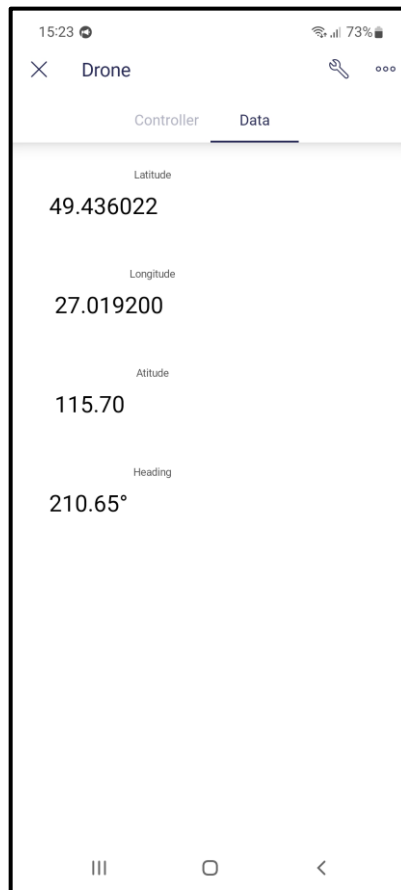 15:23 73%
Drone
Controller Data
Latitude
49.436022
Longitude
27.019200
Atitude
115.70
Heading
210.65°